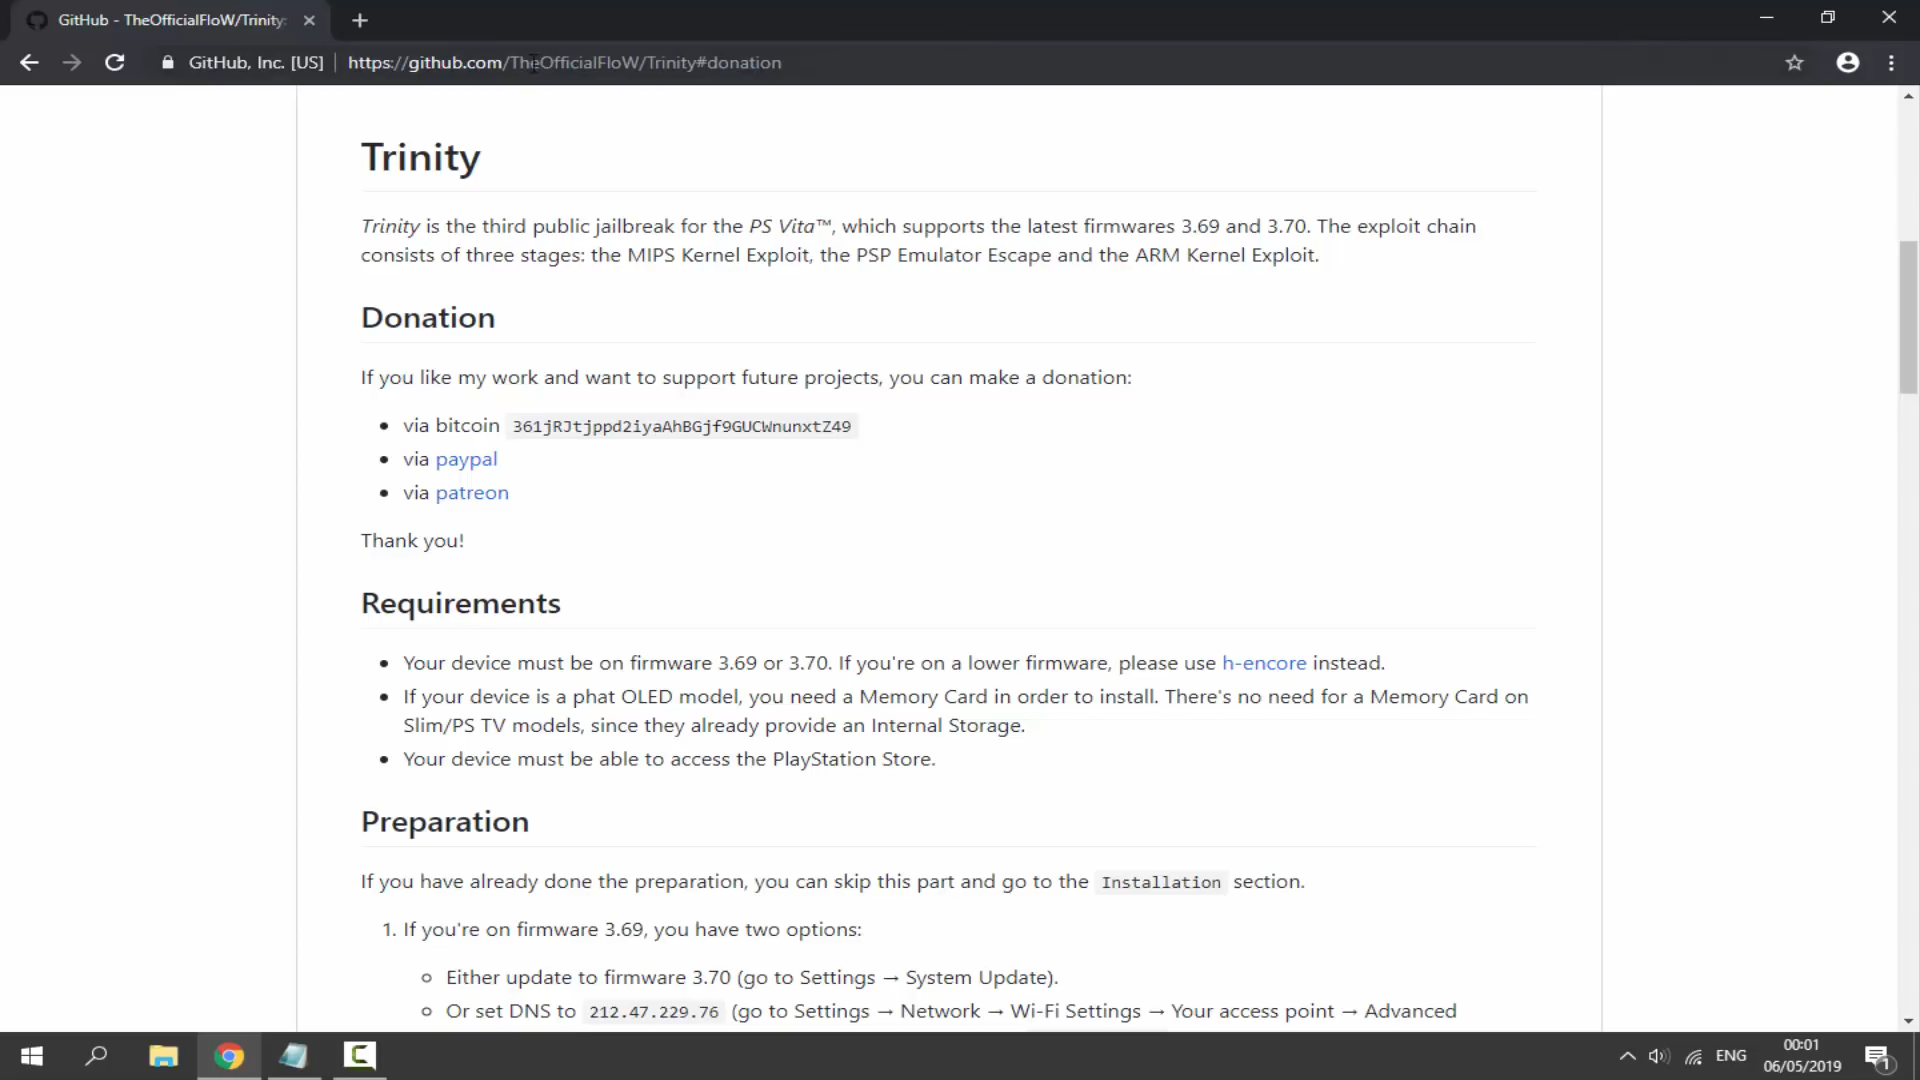 GitHub - TheOfficialFloW/Trinity:
GitHub, Inc. [US] | https://github.com/TheOfficialFloW/Trinity#donation
Trinity
Trinity is the third public jailbreak for the PS Vita™, which supports the latest firmwares 3.69 and 3.70. The exploit chain
consists of three stages: the MIPS Kernel Exploit, the PSP Emulator Escape and the ARM Kernel Exploit.
Donation
If you like my work and want to support future projects, you can make a donation:
• via bitcoin 361jRJtjppd2iyaAhBGjf9GUCWnunxtZ49
• via paypal
• via patreon
Thank you!
Requirements
• Your device must be on firmware 3.69 or 3.70. If you're on a lower firmware, please use h-encore instead.
• If your device is a phat OLED model, you need a Memory Card in order to install. There's no need for a Memory Card on
Slim/PS TV models, since they already provide an Internal Storage.
• Your device must be able to access the PlayStation Store.
Preparation
If you have already done the preparation, you can skip this part and go to the Installation section.
1. If you're on firmware 3.69, you have two options:
◦ Either update to firmware 3.70 (go to Settings → System Update).
◦ Or set DNS to 212.47.229.76 (go to Settings → Network → Wi-Fi Settings → Your access point → Advanced
ENG
00:01
06/05/2019
1